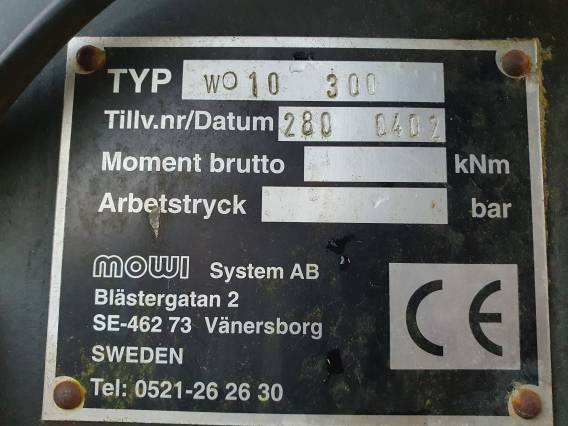 TYP WO10 300
Tillv.nr/Datum 280 0402
Moment brutto kNm
Arbetstryck bar
mowi System AB
Blästergatan 2
SE-462 73 Vänersborg
SWEDEN
Tel: 0521-26 26 30
CE